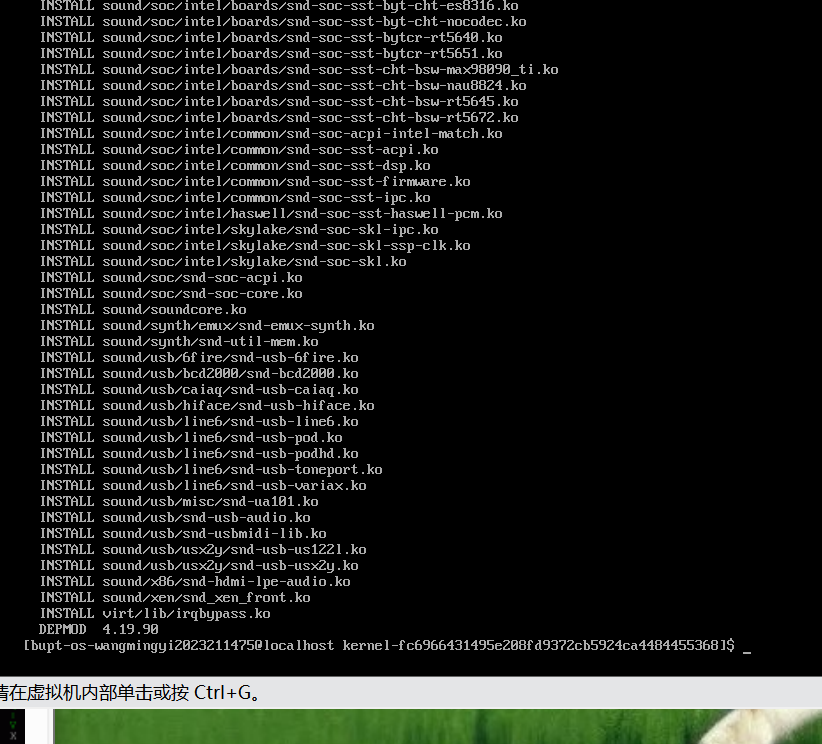 INSTALL sound/soc/intel/boards/snd-soc-sst-byt-cht-es8316.ko
INSTALL sound/soc/intel/boards/snd-soc-sst-byt-cht-nocodec.ko
INSTALL sound/soc/intel/boards/snd-soc-sst-bytcr-rt5640.ko
INSTALL sound/soc/intel/boards/snd-soc-sst-bytcr-rt5651.ko
INSTALL sound/soc/intel/boards/snd-soc-sst-cht-bsw-max98090_ti.ko
INSTALL sound/soc/intel/boards/snd-soc-sst-cht-bsw-nau8824.ko
INSTALL sound/soc/intel/boards/snd-soc-sst-cht-bsw-rt5645.ko
INSTALL sound/soc/intel/boards/snd-soc-sst-cht-bsw-rt5672.ko
INSTALL sound/soc/intel/common/snd-soc-acpi-intel-match.ko
INSTALL sound/soc/intel/common/snd-soc-sst-acpi.ko
INSTALL sound/soc/intel/common/snd-soc-sst-dsp.ko
INSTALL sound/soc/intel/common/snd-soc-sst-firmware.ko
INSTALL sound/soc/intel/common/snd-soc-sst-ipc.ko
INSTALL sound/soc/intel/haswell/snd-soc-sst-haswell-pcm.ko
INSTALL sound/soc/intel/skylake/snd-soc-skl-ipc.ko
INSTALL sound/soc/intel/skylake/snd-soc-skl-ssp-clk.ko
INSTALL sound/soc/intel/skylake/snd-soc-skl.ko
INSTALL sound/soc/snd-soc-acpi.ko
INSTALL sound/soc/snd-soc-core.ko
INSTALL sound/soundcore.ko
INSTALL sound/synth/emux/snd-emux-synth.ko
INSTALL sound/synth/snd-util-mem.ko
INSTALL sound/usb/6fire/snd-usb-6fire.ko
INSTALL sound/usb/bcd2000/snd-bcd2000.ko
INSTALL sound/usb/caiaq/snd-usb-caiaq.ko
INSTALL sound/usb/hiface/snd-usb-hiface.ko
INSTALL sound/usb/line6/snd-usb-line6.ko
INSTALL sound/usb/line6/snd-usb-pod.ko
INSTALL sound/usb/line6/snd-usb-podhd.ko
INSTALL sound/usb/line6/snd-usb-toneport.ko
INSTALL sound/usb/line6/snd-usb-variax.ko
INSTALL sound/usb/misc/snd-ua101.ko
INSTALL sound/usb/snd-usb-audio.ko
INSTALL sound/usb/snd-usbmidi-lib.ko
INSTALL sound/usb/usx2y/snd-usb-us122l.ko
INSTALL sound/usb/usx2y/snd-usb-usx2y.ko
INSTALL sound/x86/snd-hdmi-lpe-audio.ko
INSTALL sound/xen/snd_xen_front.ko
INSTALL virt/lib/irqbypass.ko
DEPMOD 4.19.90
[bupt-os-wangmingyi2023211475@localhost kernel-fc6966431495e208fd9372cb5924ca4484455368]$ _
请在虚拟机内部单击或按 Ctrl+G。